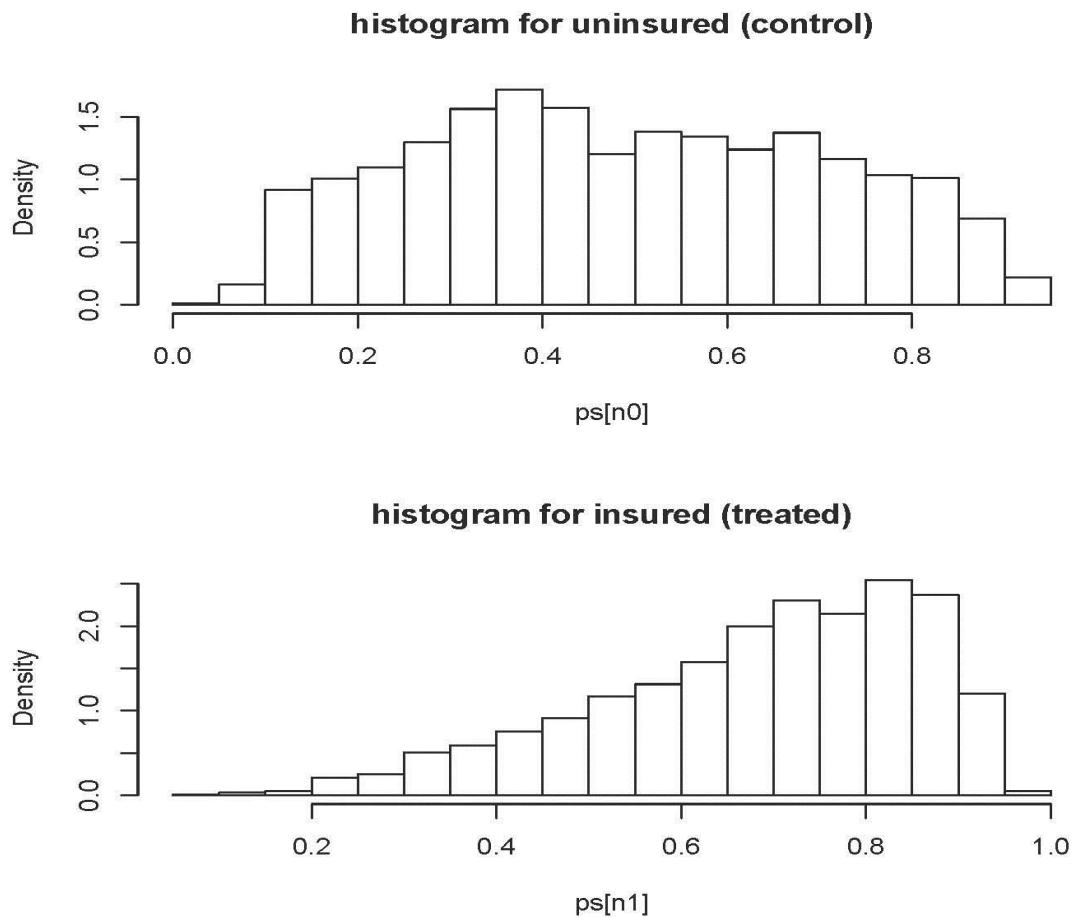 histogram for uninsured (control)
Density
0.0 0.5 1.0 1.5
0.0 0.2 0.4 0.6 0.8
ps[n0]
histogram for insured (treated)
Density
0.0 1.0 2.0
0.2 0.4 0.6 0.8 1.0
ps[n1]